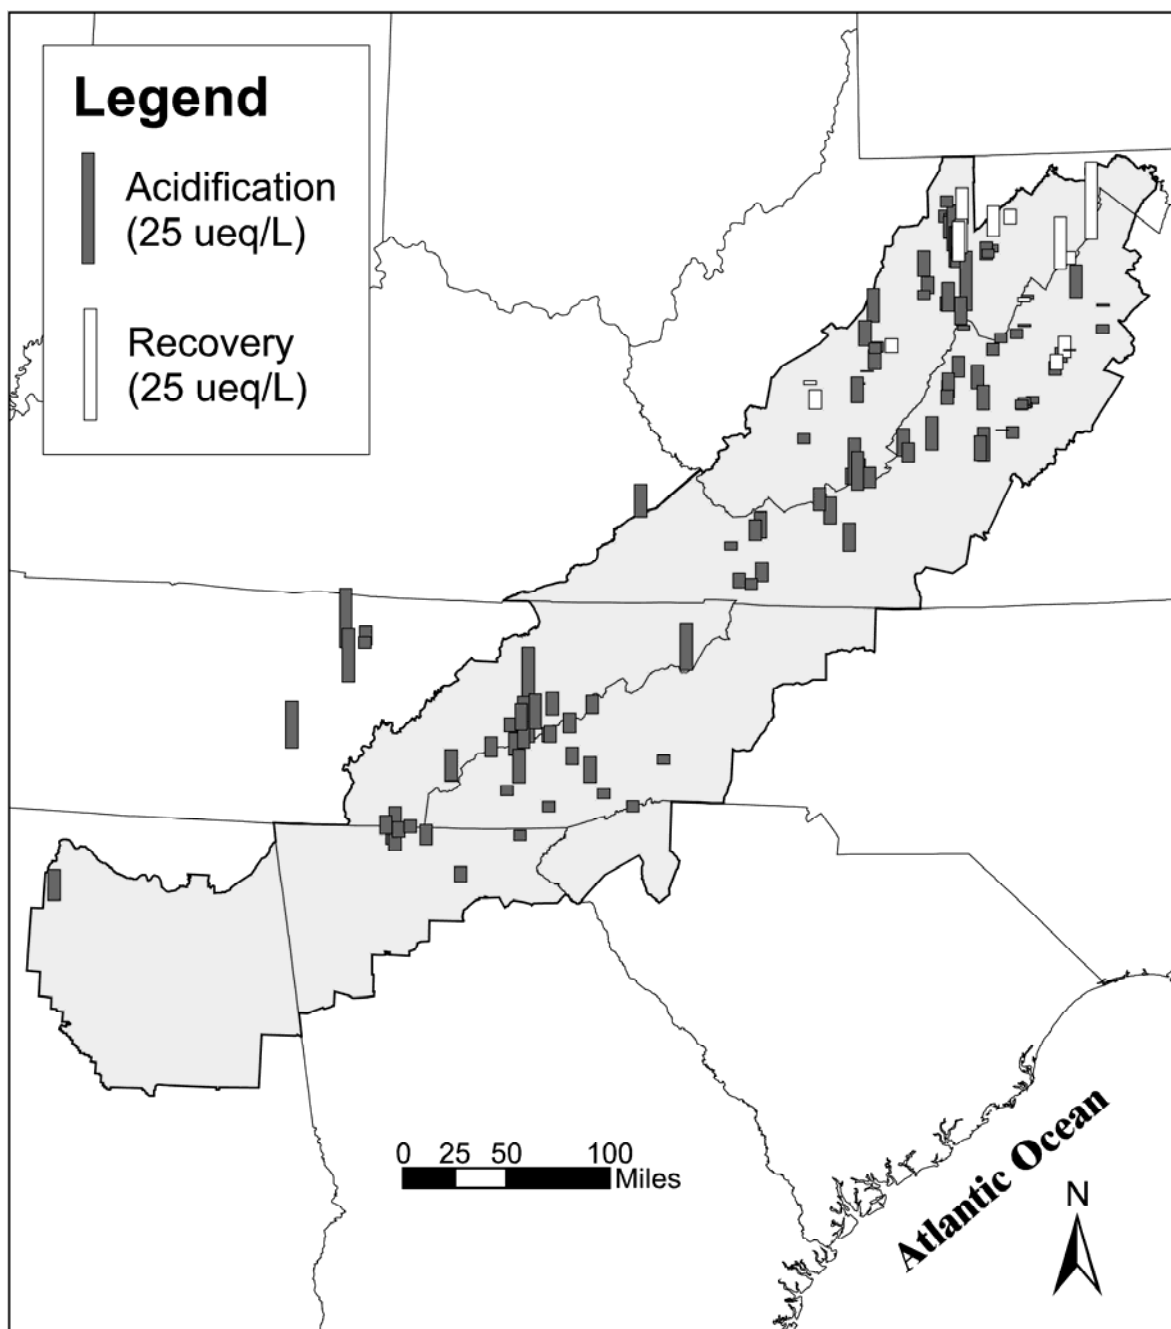 Legend
Acidification
(25 ueq/L)
Recovery
(25 ueq/L)
0 25 50 100
Miles
Atlantic Ocean
N